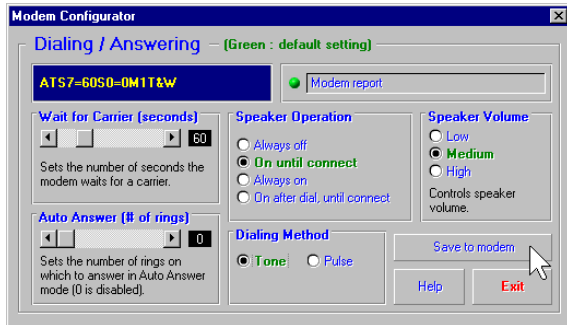 Modem Configurator
Dialing / Answering - (Green : default setting)
ATS7=60S0=0M1T&W
Modem report
Wait for Carrier (seconds)
60
Sets the number of seconds the
modem waits for a carrier.
Auto Answer (# of rings)
0
Sets the number of rings on
which to answer in Auto Answer
mode (0 is disabled).
Speaker Operation
Always off
On until connect
Always on
On after dial, until connect
Dialing Method
Tone
Pulse
Speaker Volume
Low
Medium
High
Controls speaker
volume.
Save to modem
Help
Exit